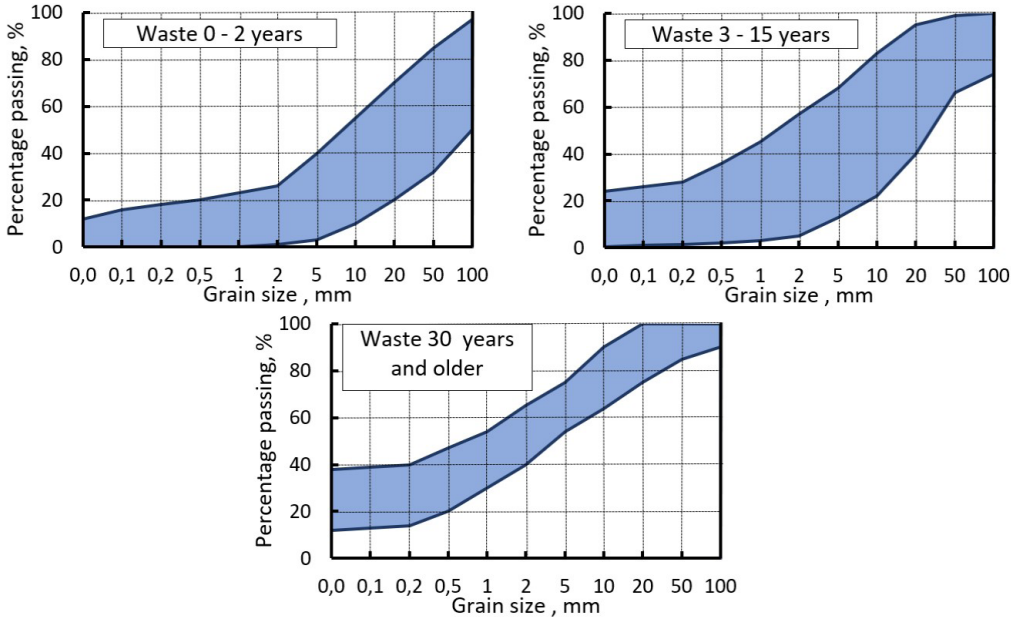 Waste 0 - 2 years
Percentage passing, %
100
80
60
40
20
0
0,0 0,1 0,2 0,5 1 2 5 10 20 50 100
Grain size , mm
Waste 3 - 15 years
Percentage passing, %
100
80
60
40
20
0
0,0 0,1 0,2 0,5 1 2 5 10 20 50 100
Grain size , mm
Waste 30 years
and older
Percentage passing, %
100
80
60
40
20
0
0,0 0,1 0,2 0,5 1 2 5 10 20 50 100
Grain size , mm